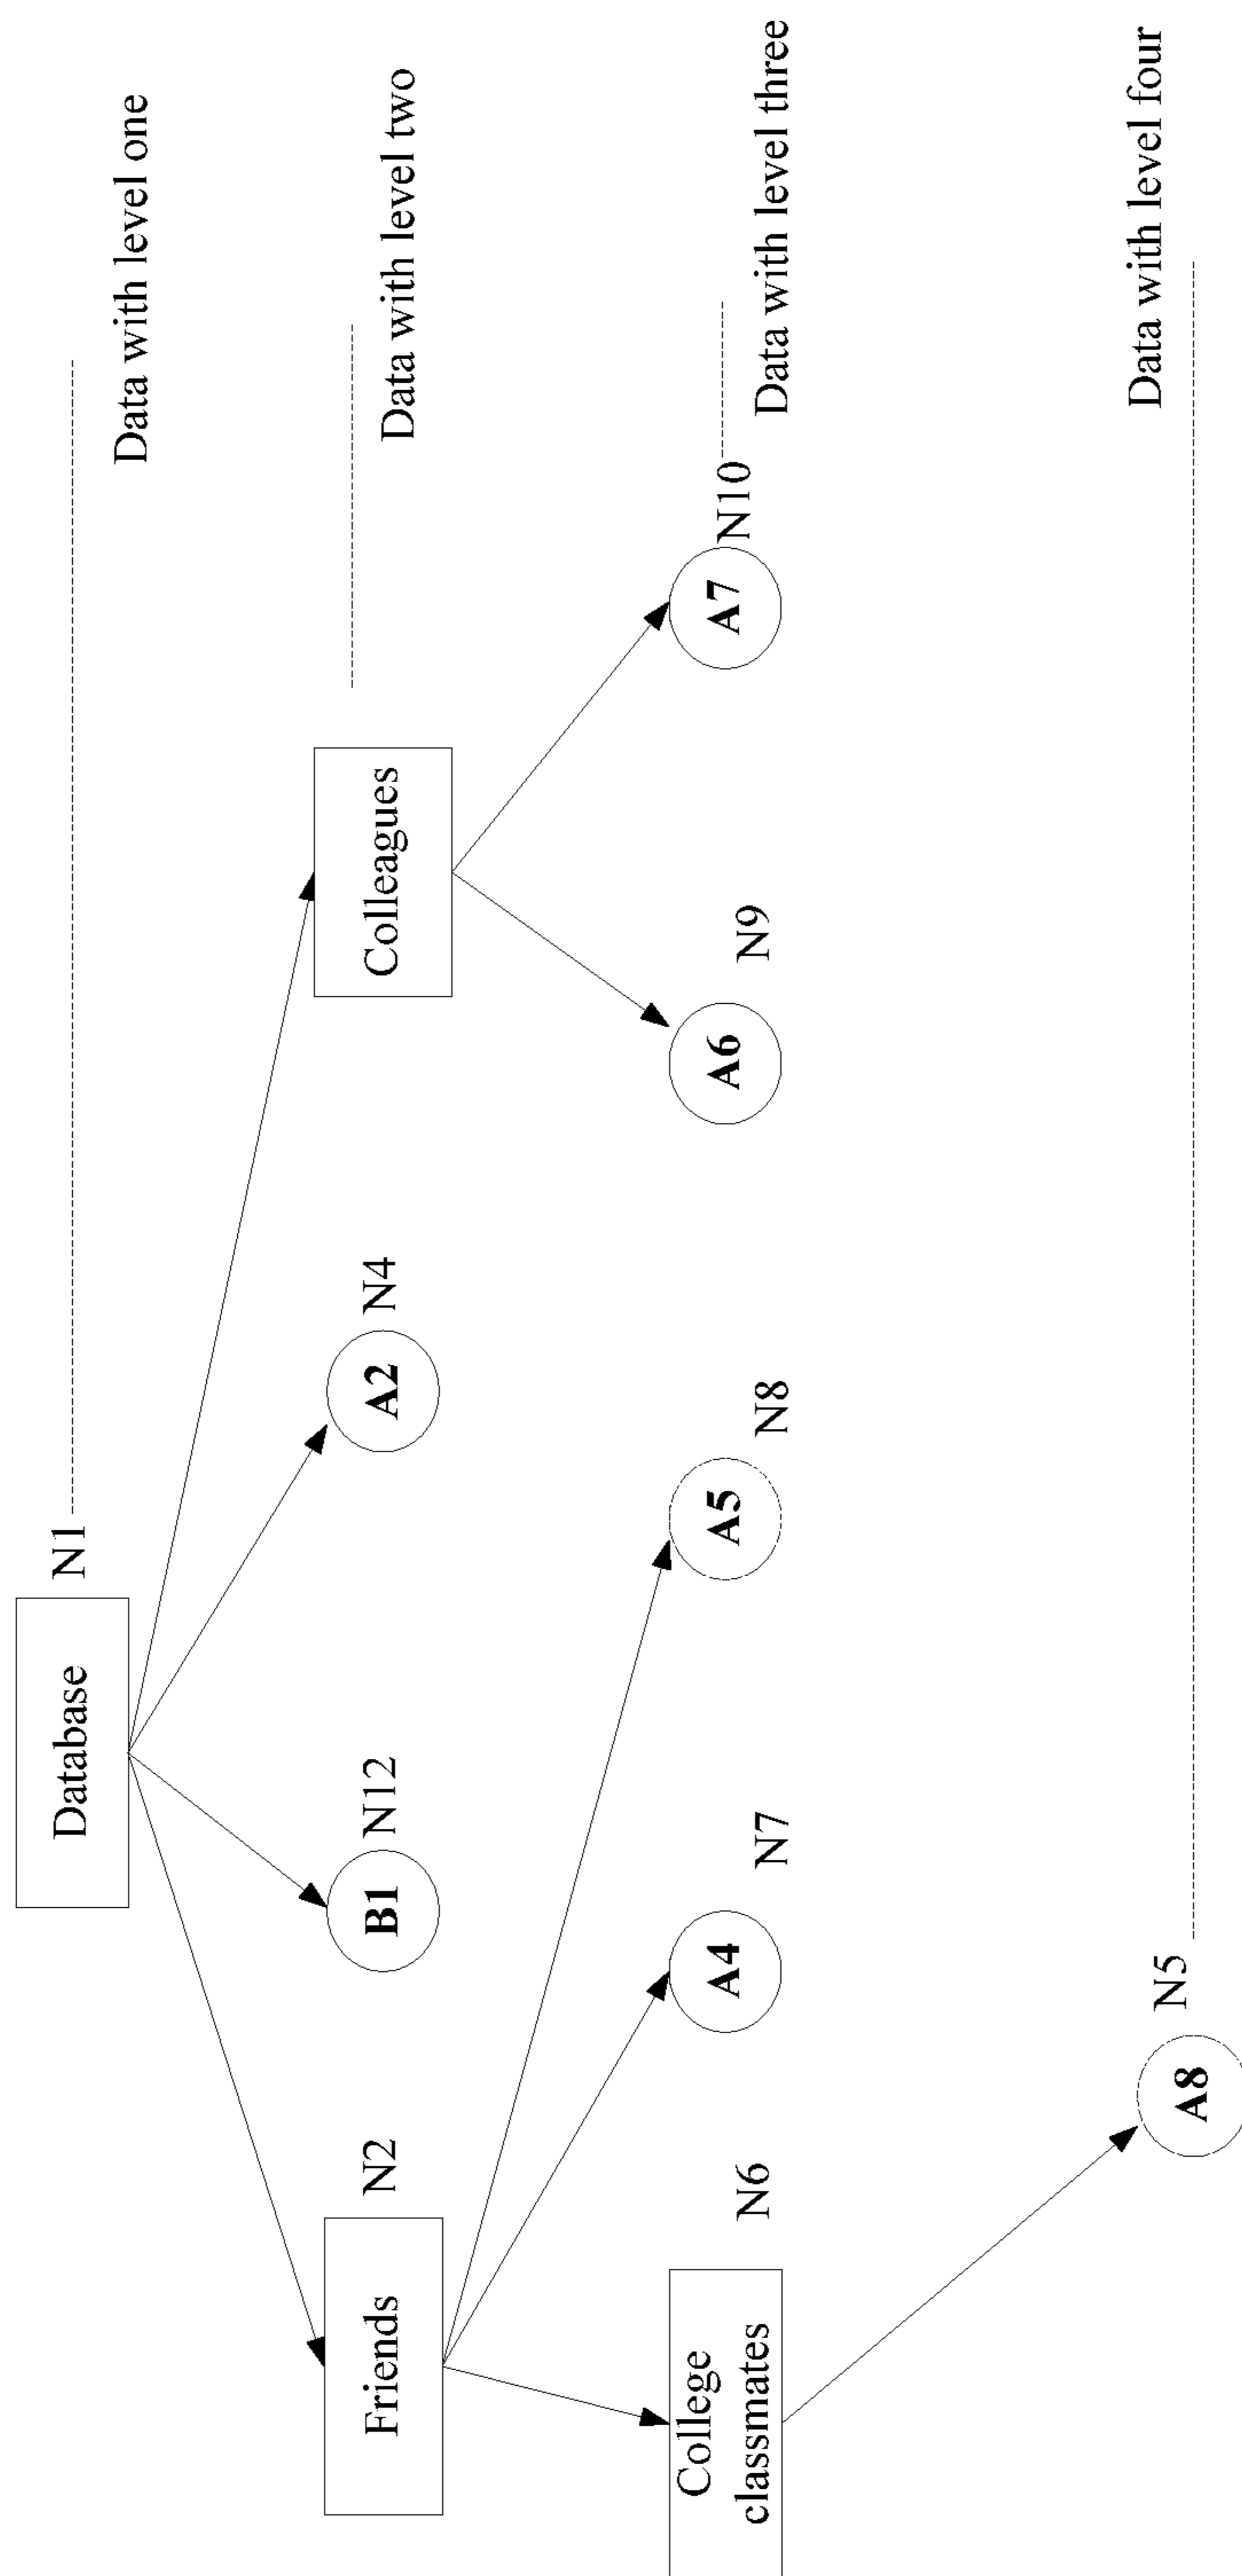 Database
N1
Data with level one
Friends
N2
B1
N12
A2
N4
Colleagues
Data with level two
College
classmates
N6
A4
N7
A5
N8
A6
N9
A7
N10
Data with level three
A8
N5
Data with level four